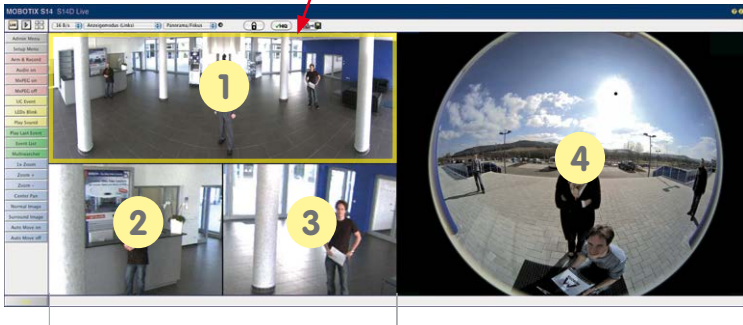 MOBOTIX S14 S14D Live
16 B/s Anzeigemodus (Links) Panorama/Fokus
Admin Menu
Setup Menu
Arm & Record
Audio on
MxPEG on
MxPEG off
UC Event
LEDs Blink
Play Sound
Play Last Event
Event List
Multiwatcher
1x Zoom
Zoom +
Zoom -
Center Pan
Normal Image
Surround Image
Auto Move on
Auto Move off
1
2
3
4